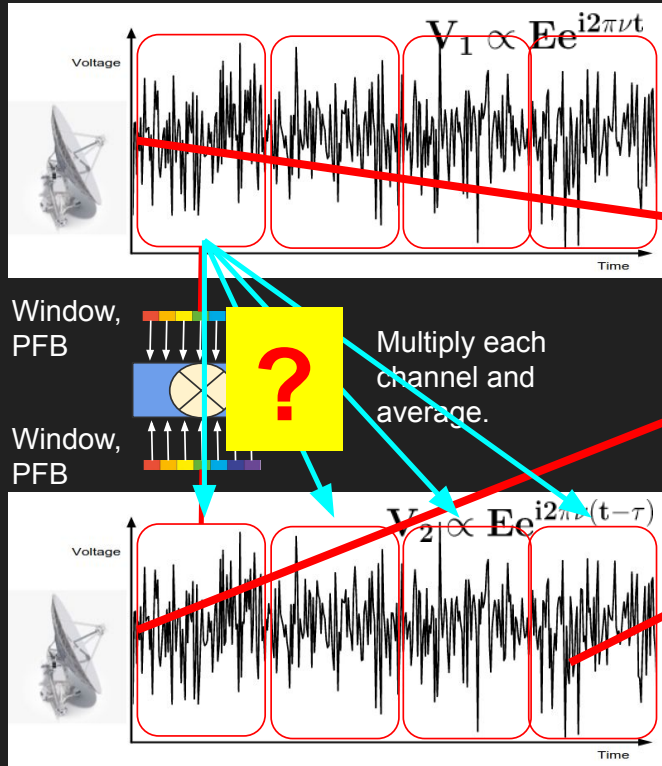 V₁ ∝ Ee^{i2πνt}
Voltage
Time
Window,
PFB
?
Multiply each
channel and
average.
Window,
PFB
V₂ ∝ Ee^{i2πν(t−τ)}
Voltage
Time